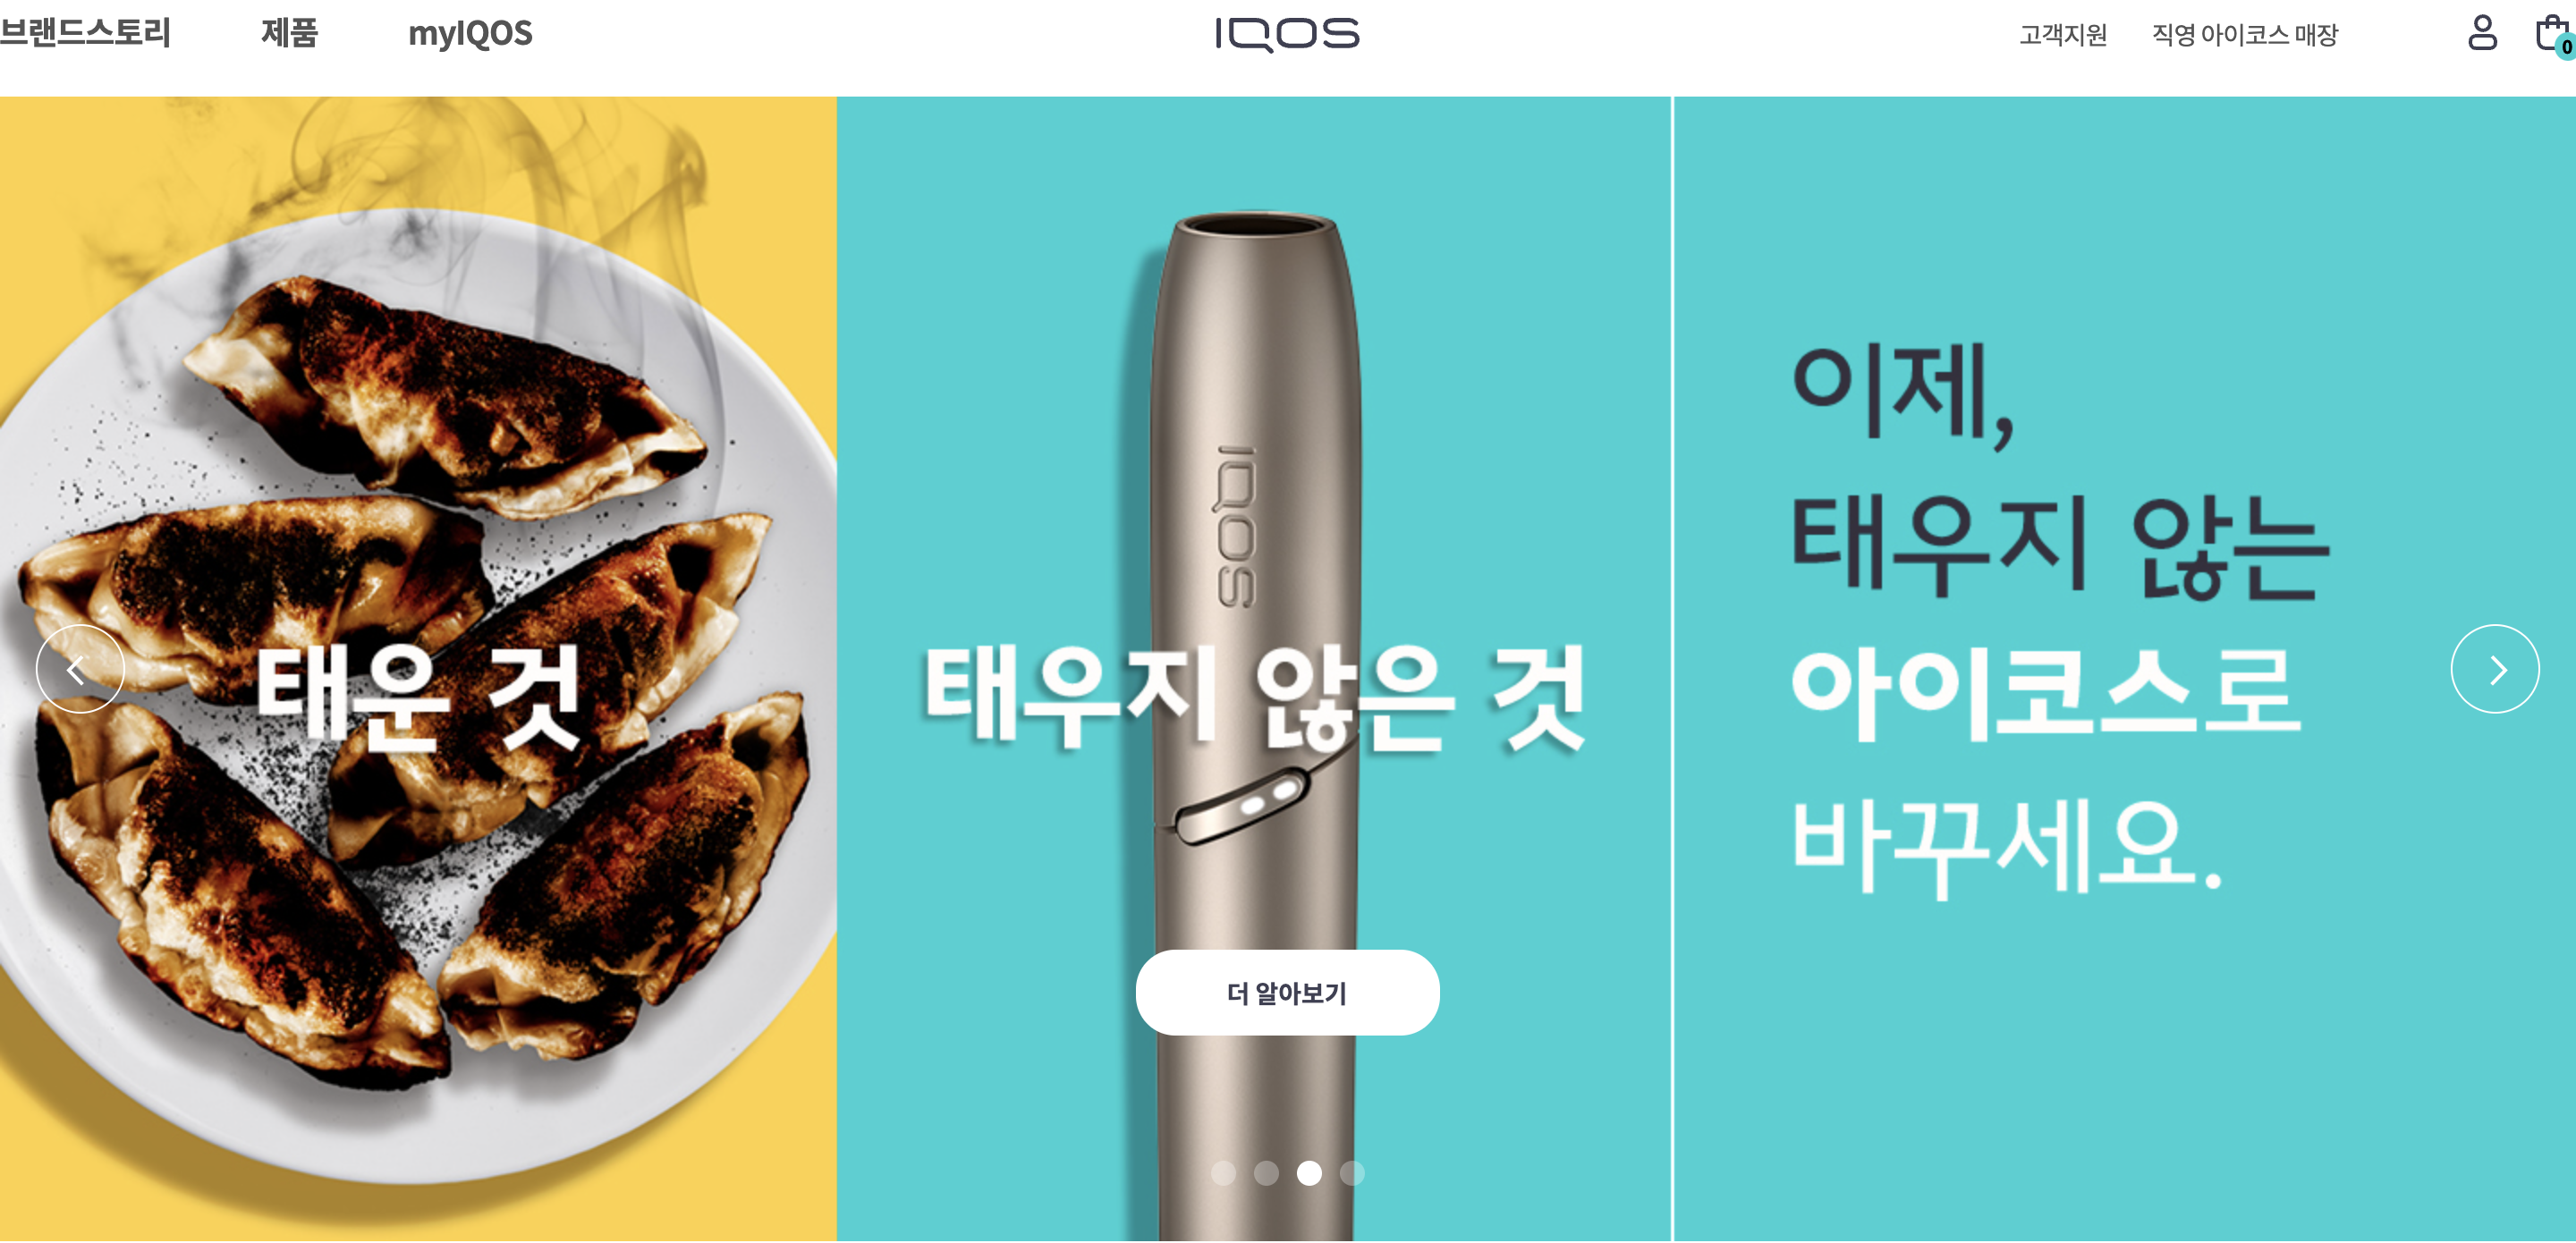 브랜드스토리 제품 myIQOS IQOS 고객지원 직영 아이코스 매장 0
태운 것
IQOS
태우지 않은 것
더 알아보기
이제,
태우지 않는
아이코스로
바꾸세요.